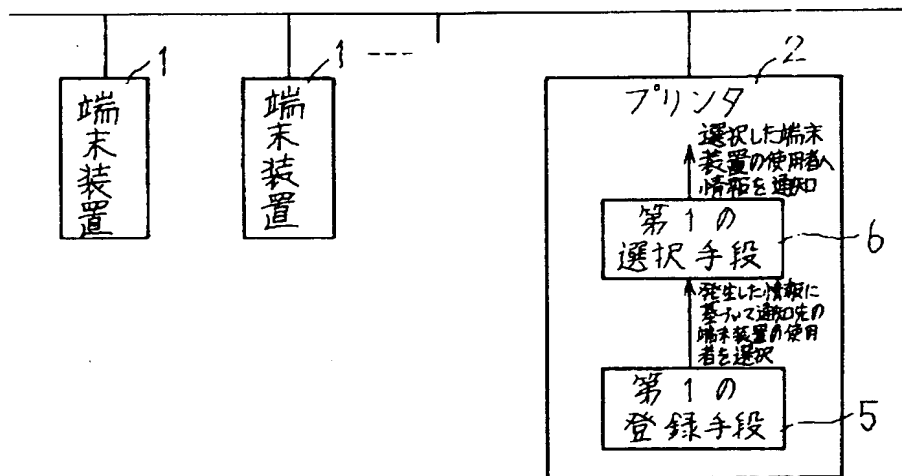 1
端末装置
1
端末装置
2
プリンタ
選択した端末
装置の使用者へ
情報を通知
第1の
選択手段
6
発生した情報に
基づいて通知先の
端末装置の使用
者を選択
第1の
登録手段
5